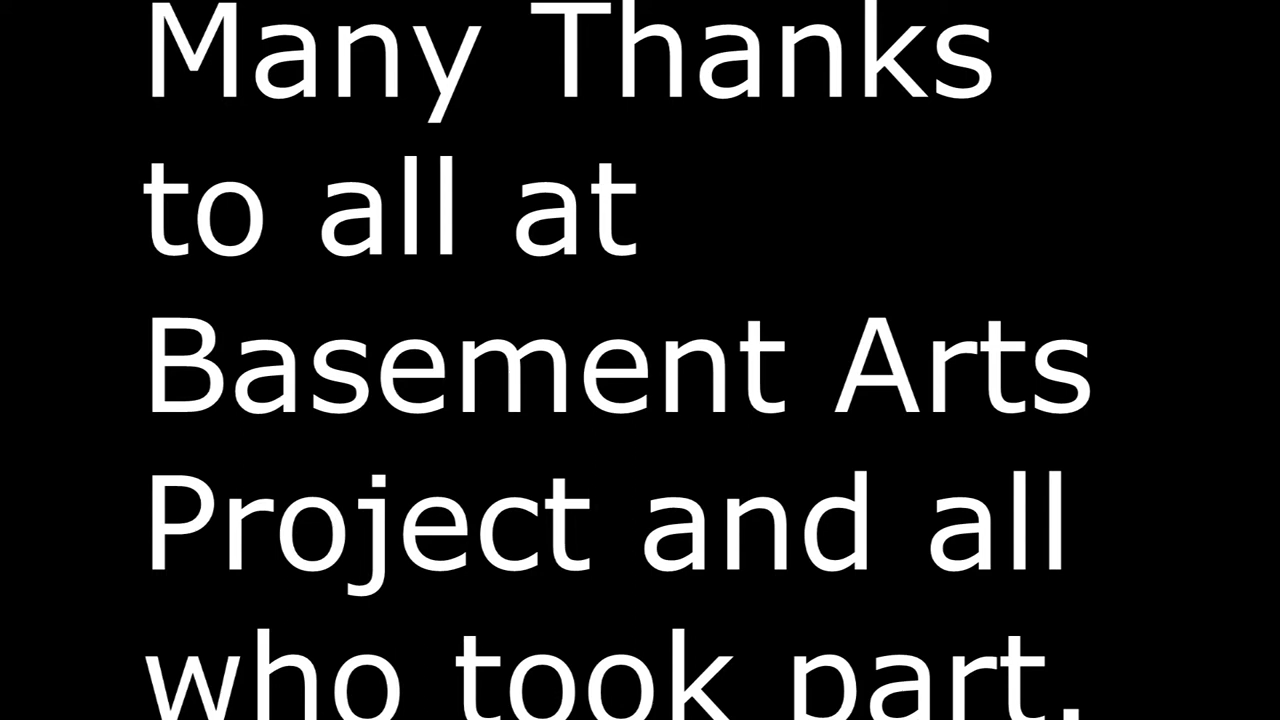 Many Thanks
to all at
Basement Arts
Project and all
who took part.